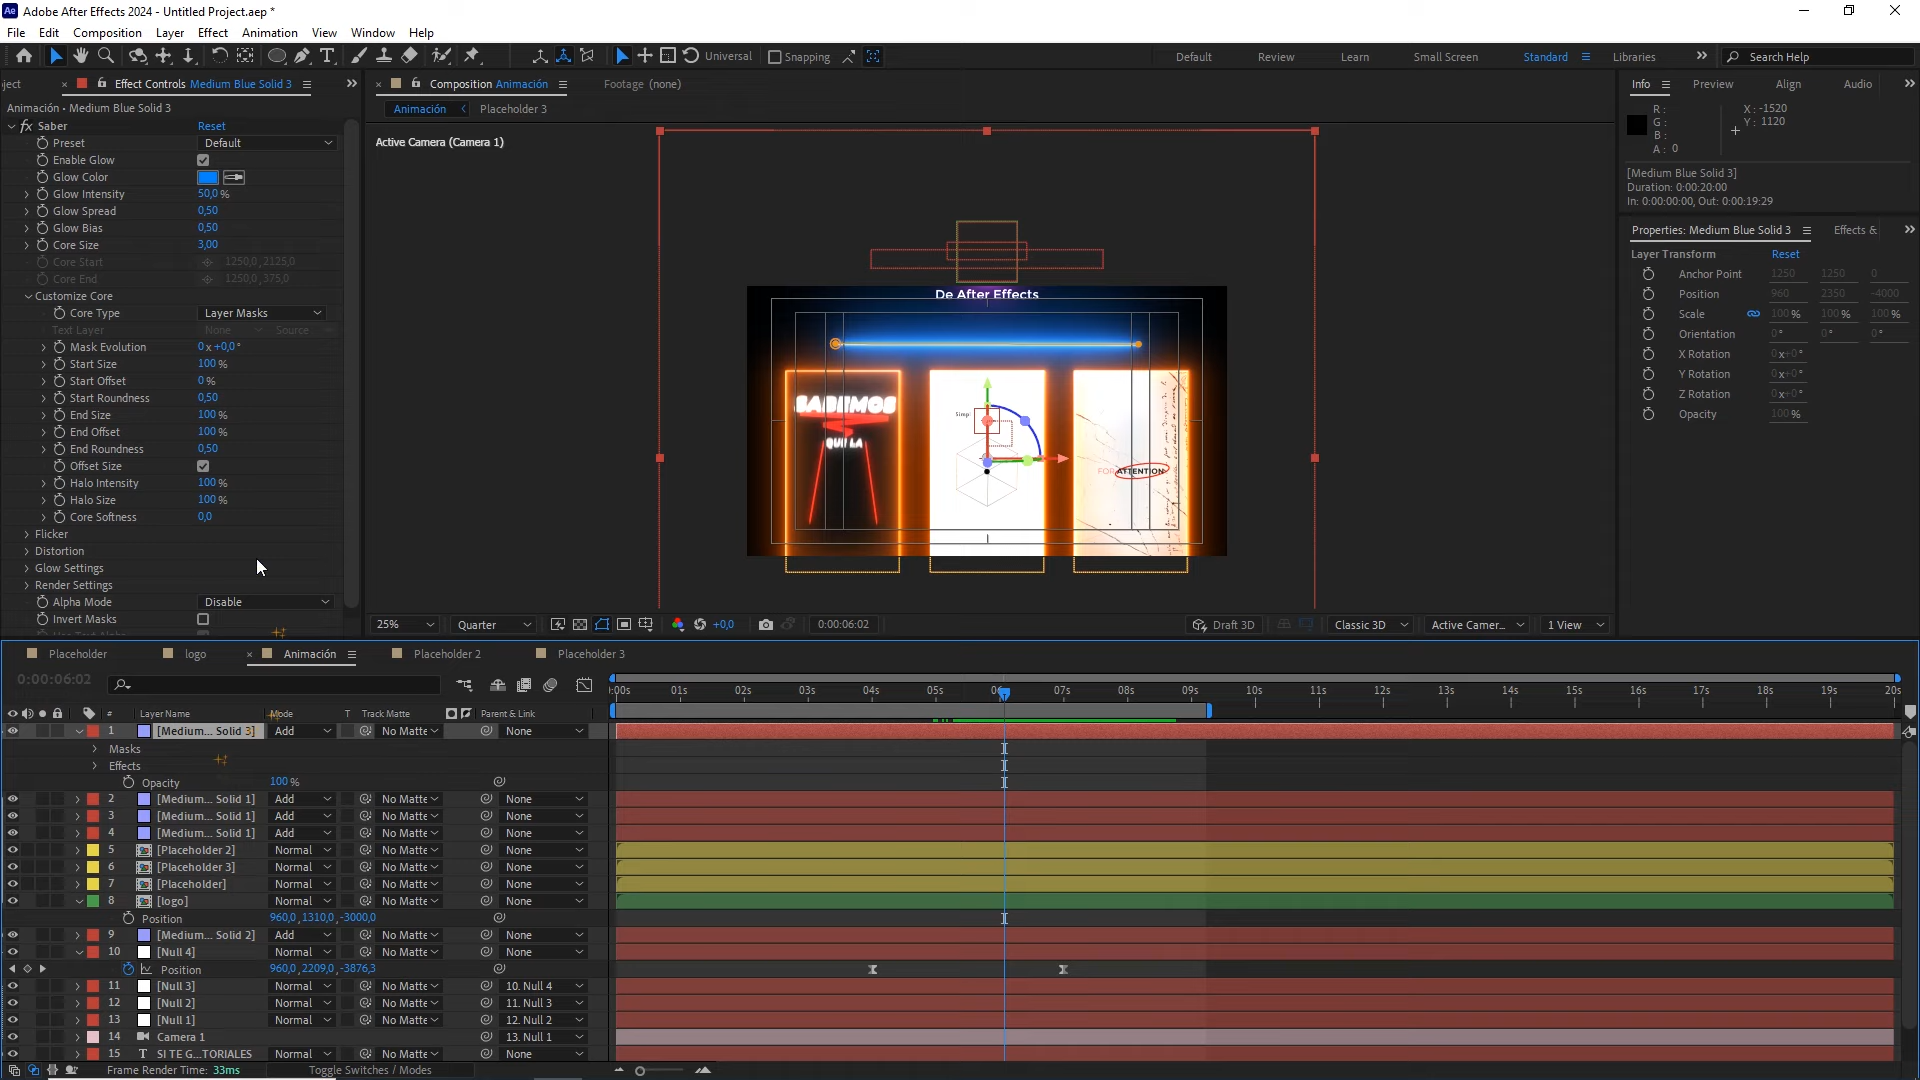 Adobe After Effects 2024 - Untitled Project.aep *
File Edit Composition Layer Effect Animation View Window Help
Universal Snapping Default Review Learn Small Screen Standard Libraries Search Help
ject Effect Controls Medium Blue Solid 3
Animación • Medium Blue Solid 3
fx Saber Reset
Preset Default
Enable Glow
Glow Color
Glow Intensity 50,0 %
Glow Spread 0,50
Glow Bias 0,50
Core Size 3,00
Core Start 1250,0, 2125,0
Core End 1250,0, 375,0
Customize Core
Core Type Layer Masks
Text Layer None Source
Mask Evolution 0 x +0,0 °
Start Size 100 %
Start Offset 0 %
Start Roundness 0,50
End Size 100 %
End Offset 100 %
End Roundness 0,50
Offset Size
Halo Intensity 100 %
Halo Size 100 %
Core Softness 0,0
Flicker
Distortion
Glow Settings
Render Settings
Alpha Mode Disable
Invert Masks
Use Text Alpha
Composition Animación Footage (none)
Animación Placeholder 3
Active Camera (Camera 1)
De After Effects
SABEMOS
QUE LA
FOR ATTENTION
25% Quarter +0,0 0:00:06:02 Draft 3D Classic 3D Active Camer... 1 View
Info Preview Align Audio
R :
G :
B :
A : 0
X : -1520
Y : 1120
[Medium Blue Solid 3]
Duration: 0:00:20:00
In: 0:00:00:00, Out: 0:00:19:29
Properties: Medium Blue Solid 3 Effects &
Layer Transform Reset
Anchor Point 1250 1250 0
Position 960 2350 -4000
Scale 100 % 100 % 100 %
Orientation 0 ° 0 ° 0 °
X Rotation 0 x +0 °
Y Rotation 0 x +0 °
Z Rotation 0 x +0 °
Opacity 100 %
Placeholder logo Animación Placeholder 2 Placeholder 3
0:00:06:02
:00s 01s 02s 03s 04s 05s 06s 07s 08s 09s 10s 11s 12s 13s 14s 15s 16s 17s 18s 19s 20s
# Layer Name Mode T Track Matte Parent & Link
1 [Medium... Solid 3] Add None
Masks
Effects
Opacity 100 %
2 [Medium... Solid 1] Add No Matte None
3 [Medium... Solid 1] Add No Matte None
4 [Medium... Solid 1] Add No Matte None
5 [Placeholder 2] Normal No Matte None
6 [Placeholder 3] Normal No Matte None
7 [Placeholder] Normal No Matte None
8 [logo] Normal No Matte None
Position 960,0, 1310,0, -3000,0
9 [Medium... Solid 2] Add No Matte None
10 [Null 4] Normal No Matte None
Position 960,0, 2209,0, -3876,3
11 [Null 3] Normal No Matte 10. Null 4
12 [Null 2] Normal No Matte 11. Null 3
13 [Null 1] Normal No Matte 12. Null 2
14 Camera 1 13. Null 1
15 T SI TE G...TORIALES Normal No Matte None
Frame Render Time: 33ms Toggle Switches / Modes